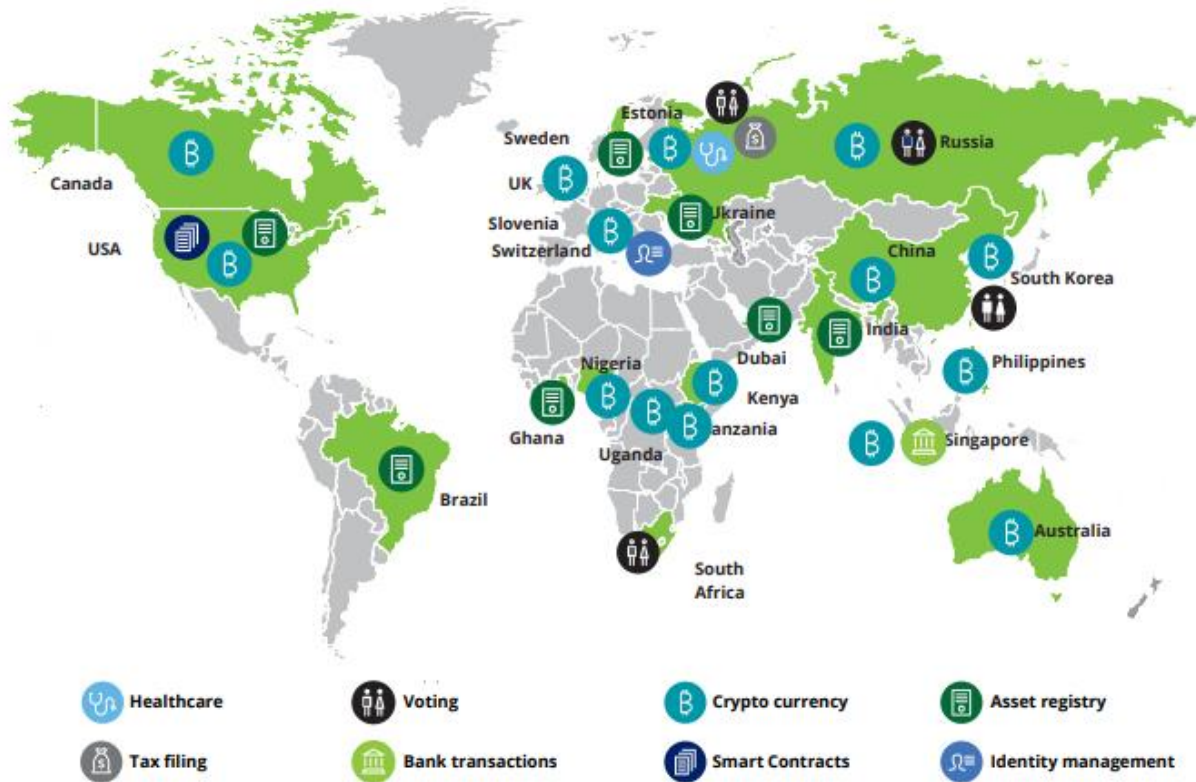 Estonia
Sweden
Russia
Canada
UK
Ukraine
Slovenia
USA
Switzerland
China
South Korea
India
Nigeria
Dubai
Philippines
Kenya
Ghana
anzania
Uganda
Singapore
Brazil
Australia
South
Africa
Healthcare
Voting
Crypto currency
Asset registry
Tax filing
Bank transactions
Smart Contracts
Identity management